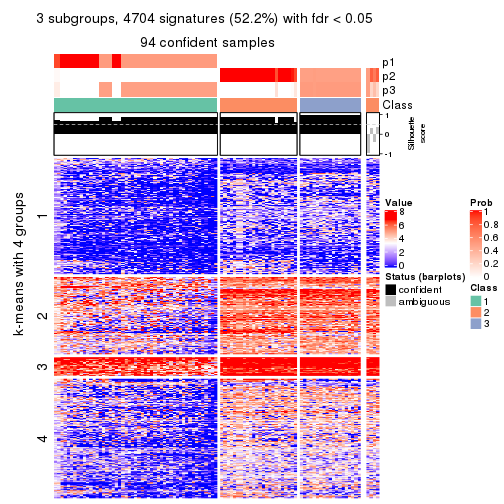 3 subgroups, 4704 signatures (52.2%) with fdr < 0.05
94 confident samples
p1
p2
p3
Class
1
0
-1
Silhouette
score
k-means with 4 groups
1
2
3
4
Value
8
6
4
2
0
Status (barplots)
confident
ambiguous
Prob
1
0.8
0.6
0.4
0.2
0
Class
1
2
3